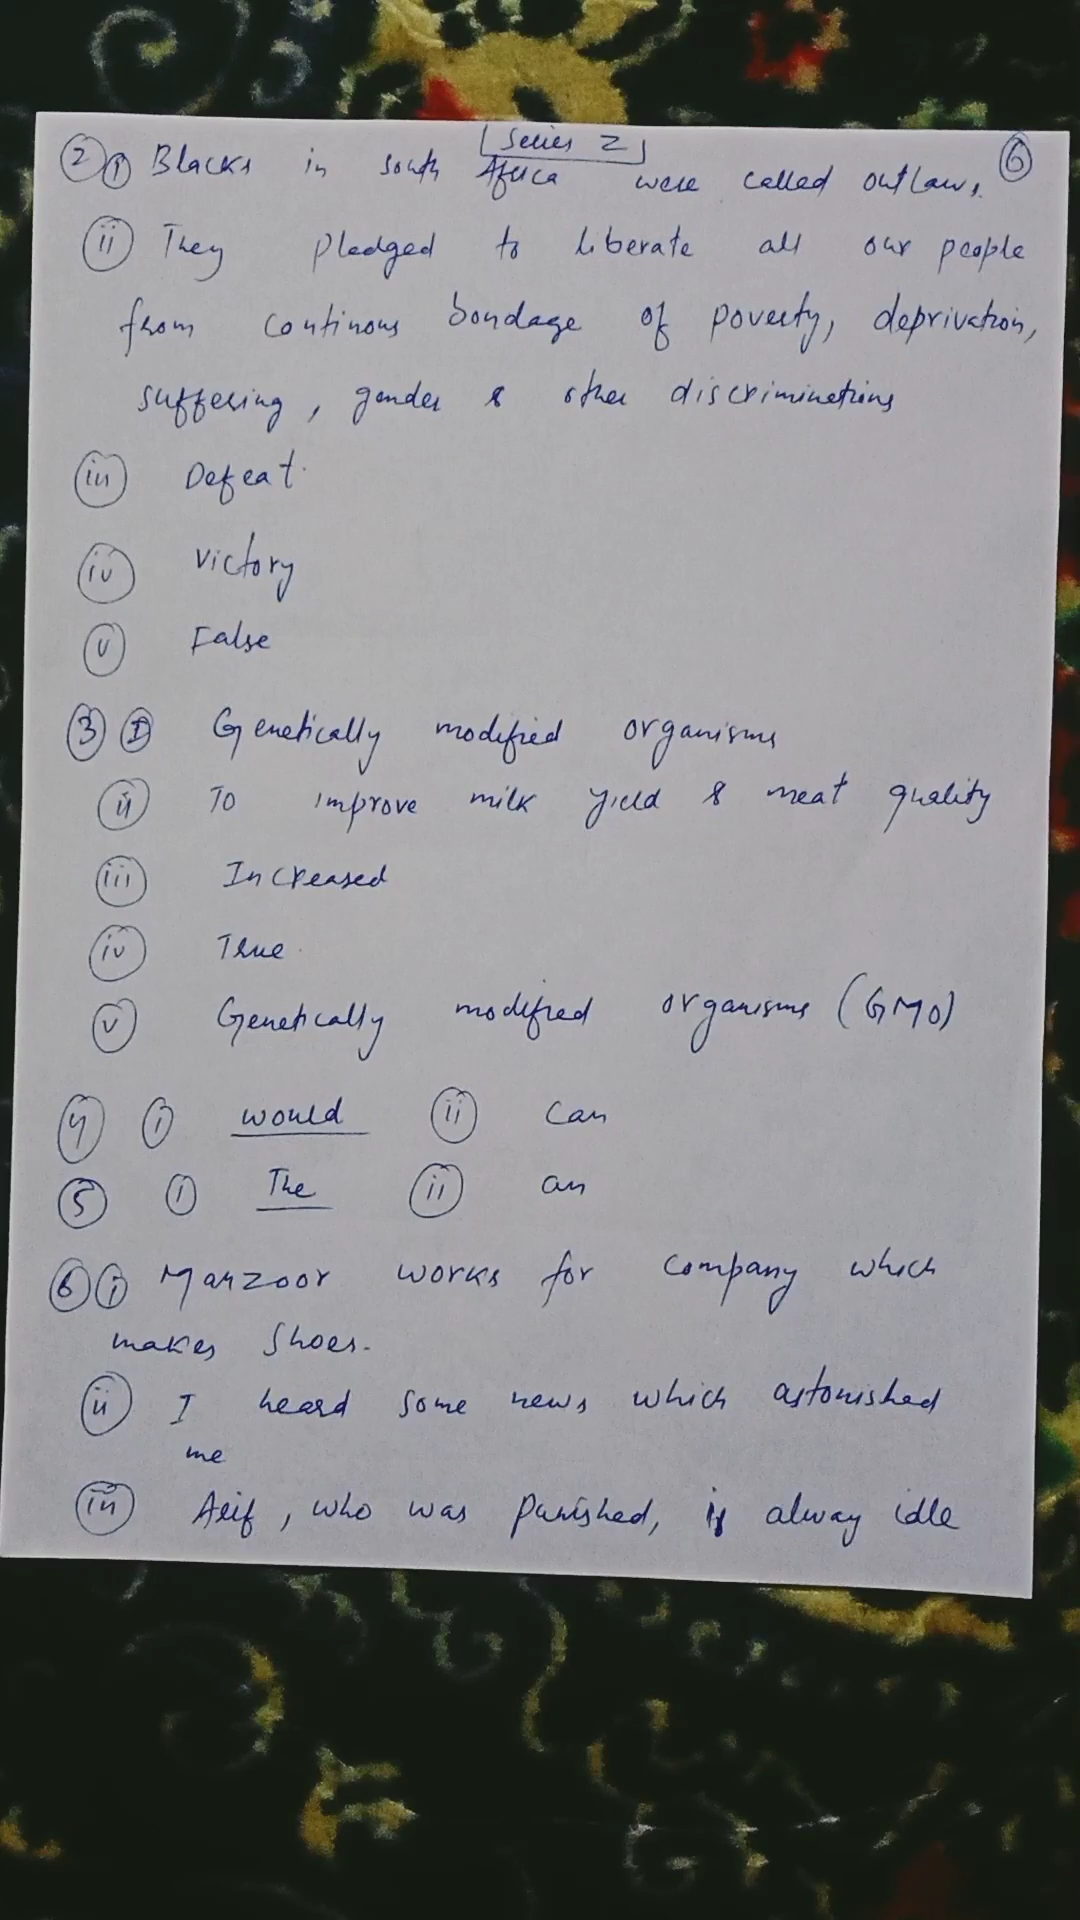 [Series Z]
6
② ① Blacks in south Africa were called outlaws.
ii They pledged to liberate all our people
from continous bondage of poverty, deprivation,
suffering, gender & other discriminations
iii Defeat.
iv victory
v False
③ I Genetically modified organisms
ii To improve milk yield & meat quality
iii Increased
iv True.
v Genetically modified organisms (GMO)
4 i would ii can
5 i The ii an
6 i Manzoor works for company which
makes shoes.
ii I heard some news which astonished
me
iii Arif, who was punished, is alway idle